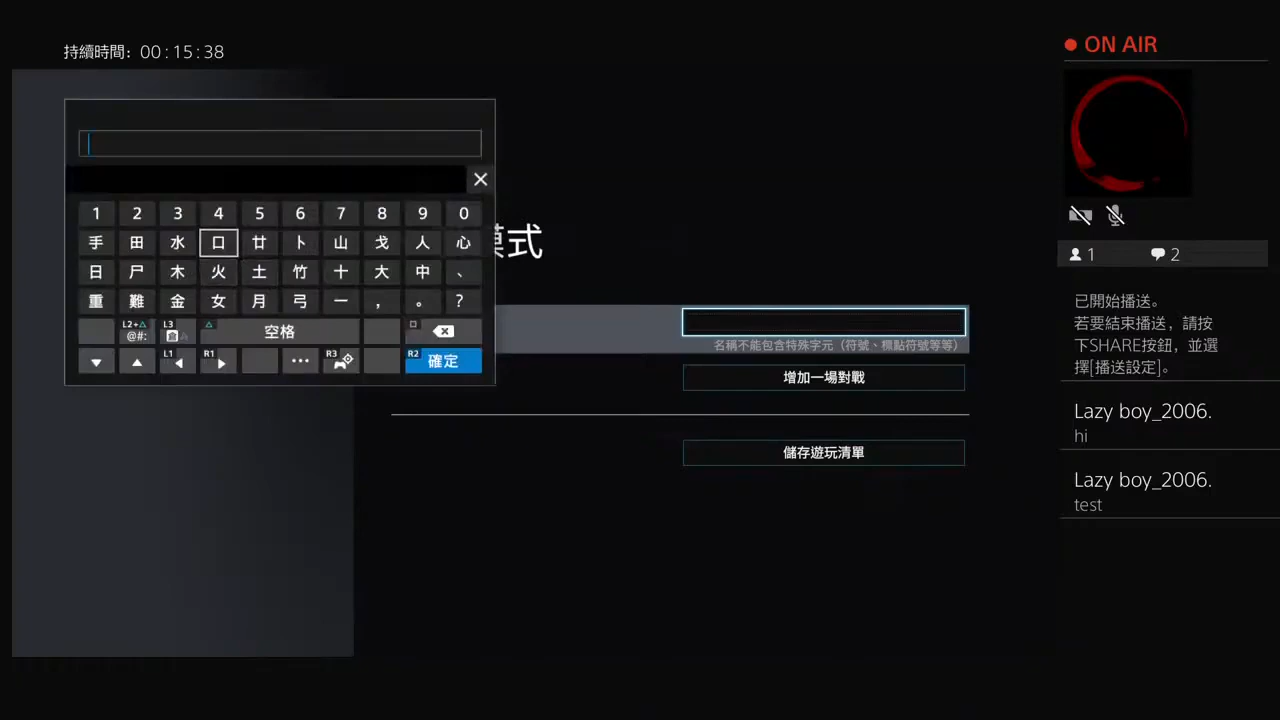 持續時間: 00:15:38
ON AIR
1 2 3 4 5 6 7 8 9 0
手 田 水 口 廿 卜 山 戈 人 心
日 尸 木 火 土 竹 十 大 中 、
重 難 金 女 月 弓 一 , 。 ?
L2+△ @#: L3 △ 空格 □
L1 R1 ... R3 R2 確定
式
名稱不能包含特殊字元（符號、標點符號等等）
增加一場對戰
儲存遊玩清單
1 2
已開始播送。
若要結束播送，請按
下SHARE按鈕，並選
擇[播送設定]。
Lazy boy_2006.
hi
Lazy boy_2006.
test